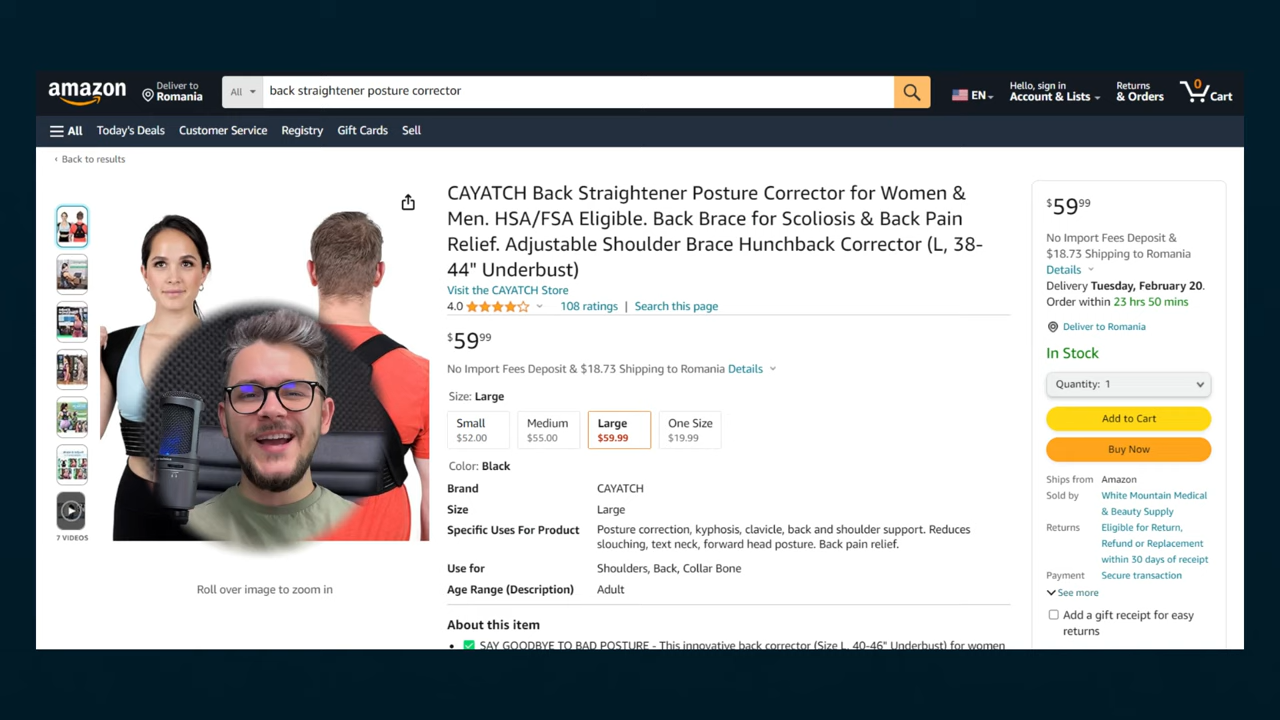 amazon
Deliver to
Romania
All
back straightener posture corrector
EN
Hello, sign in
Account & Lists
Returns
& Orders
0
Cart
All
Today's Deals
Customer Service
Registry
Gift Cards
Sell
‹ Back to results
7 VIDEOS
Roll over image to zoom in
CAYATCH Back Straightener Posture Corrector for Women &
Men. HSA/FSA Eligible. Back Brace for Scoliosis & Back Pain
Relief. Adjustable Shoulder Brace Hunchback Corrector (L, 38-
44" Underbust)
Visit the CAYATCH Store
4.0
108 ratings | Search this page
$59.99
No Import Fees Deposit & $18.73 Shipping to Romania Details
Size: Large
Small
$52.00
Medium
$55.00
Large
$59.99
One Size
$19.99
Color: Black
Brand CAYATCH
Size Large
Specific Uses For Product Posture correction, kyphosis, clavicle, back and shoulder support. Reduces
slouching, text neck, forward head posture. Back pain relief.
Use for Shoulders, Back, Collar Bone
Age Range (Description) Adult
About this item
• SAY GOODBYE TO BAD POSTURE - This innovative back corrector (Size L, 40-46" Underbust) for women
$59.99
No Import Fees Deposit &
$18.73 Shipping to Romania
Details
Delivery Tuesday, February 20.
Order within 23 hrs 50 mins
Deliver to Romania
In Stock
Quantity: 1
Add to Cart
Buy Now
Ships from Amazon
Sold by White Mountain Medical
& Beauty Supply
Returns Eligible for Return,
Refund or Replacement
within 30 days of receipt
Payment Secure transaction
See more
Add a gift receipt for easy
returns